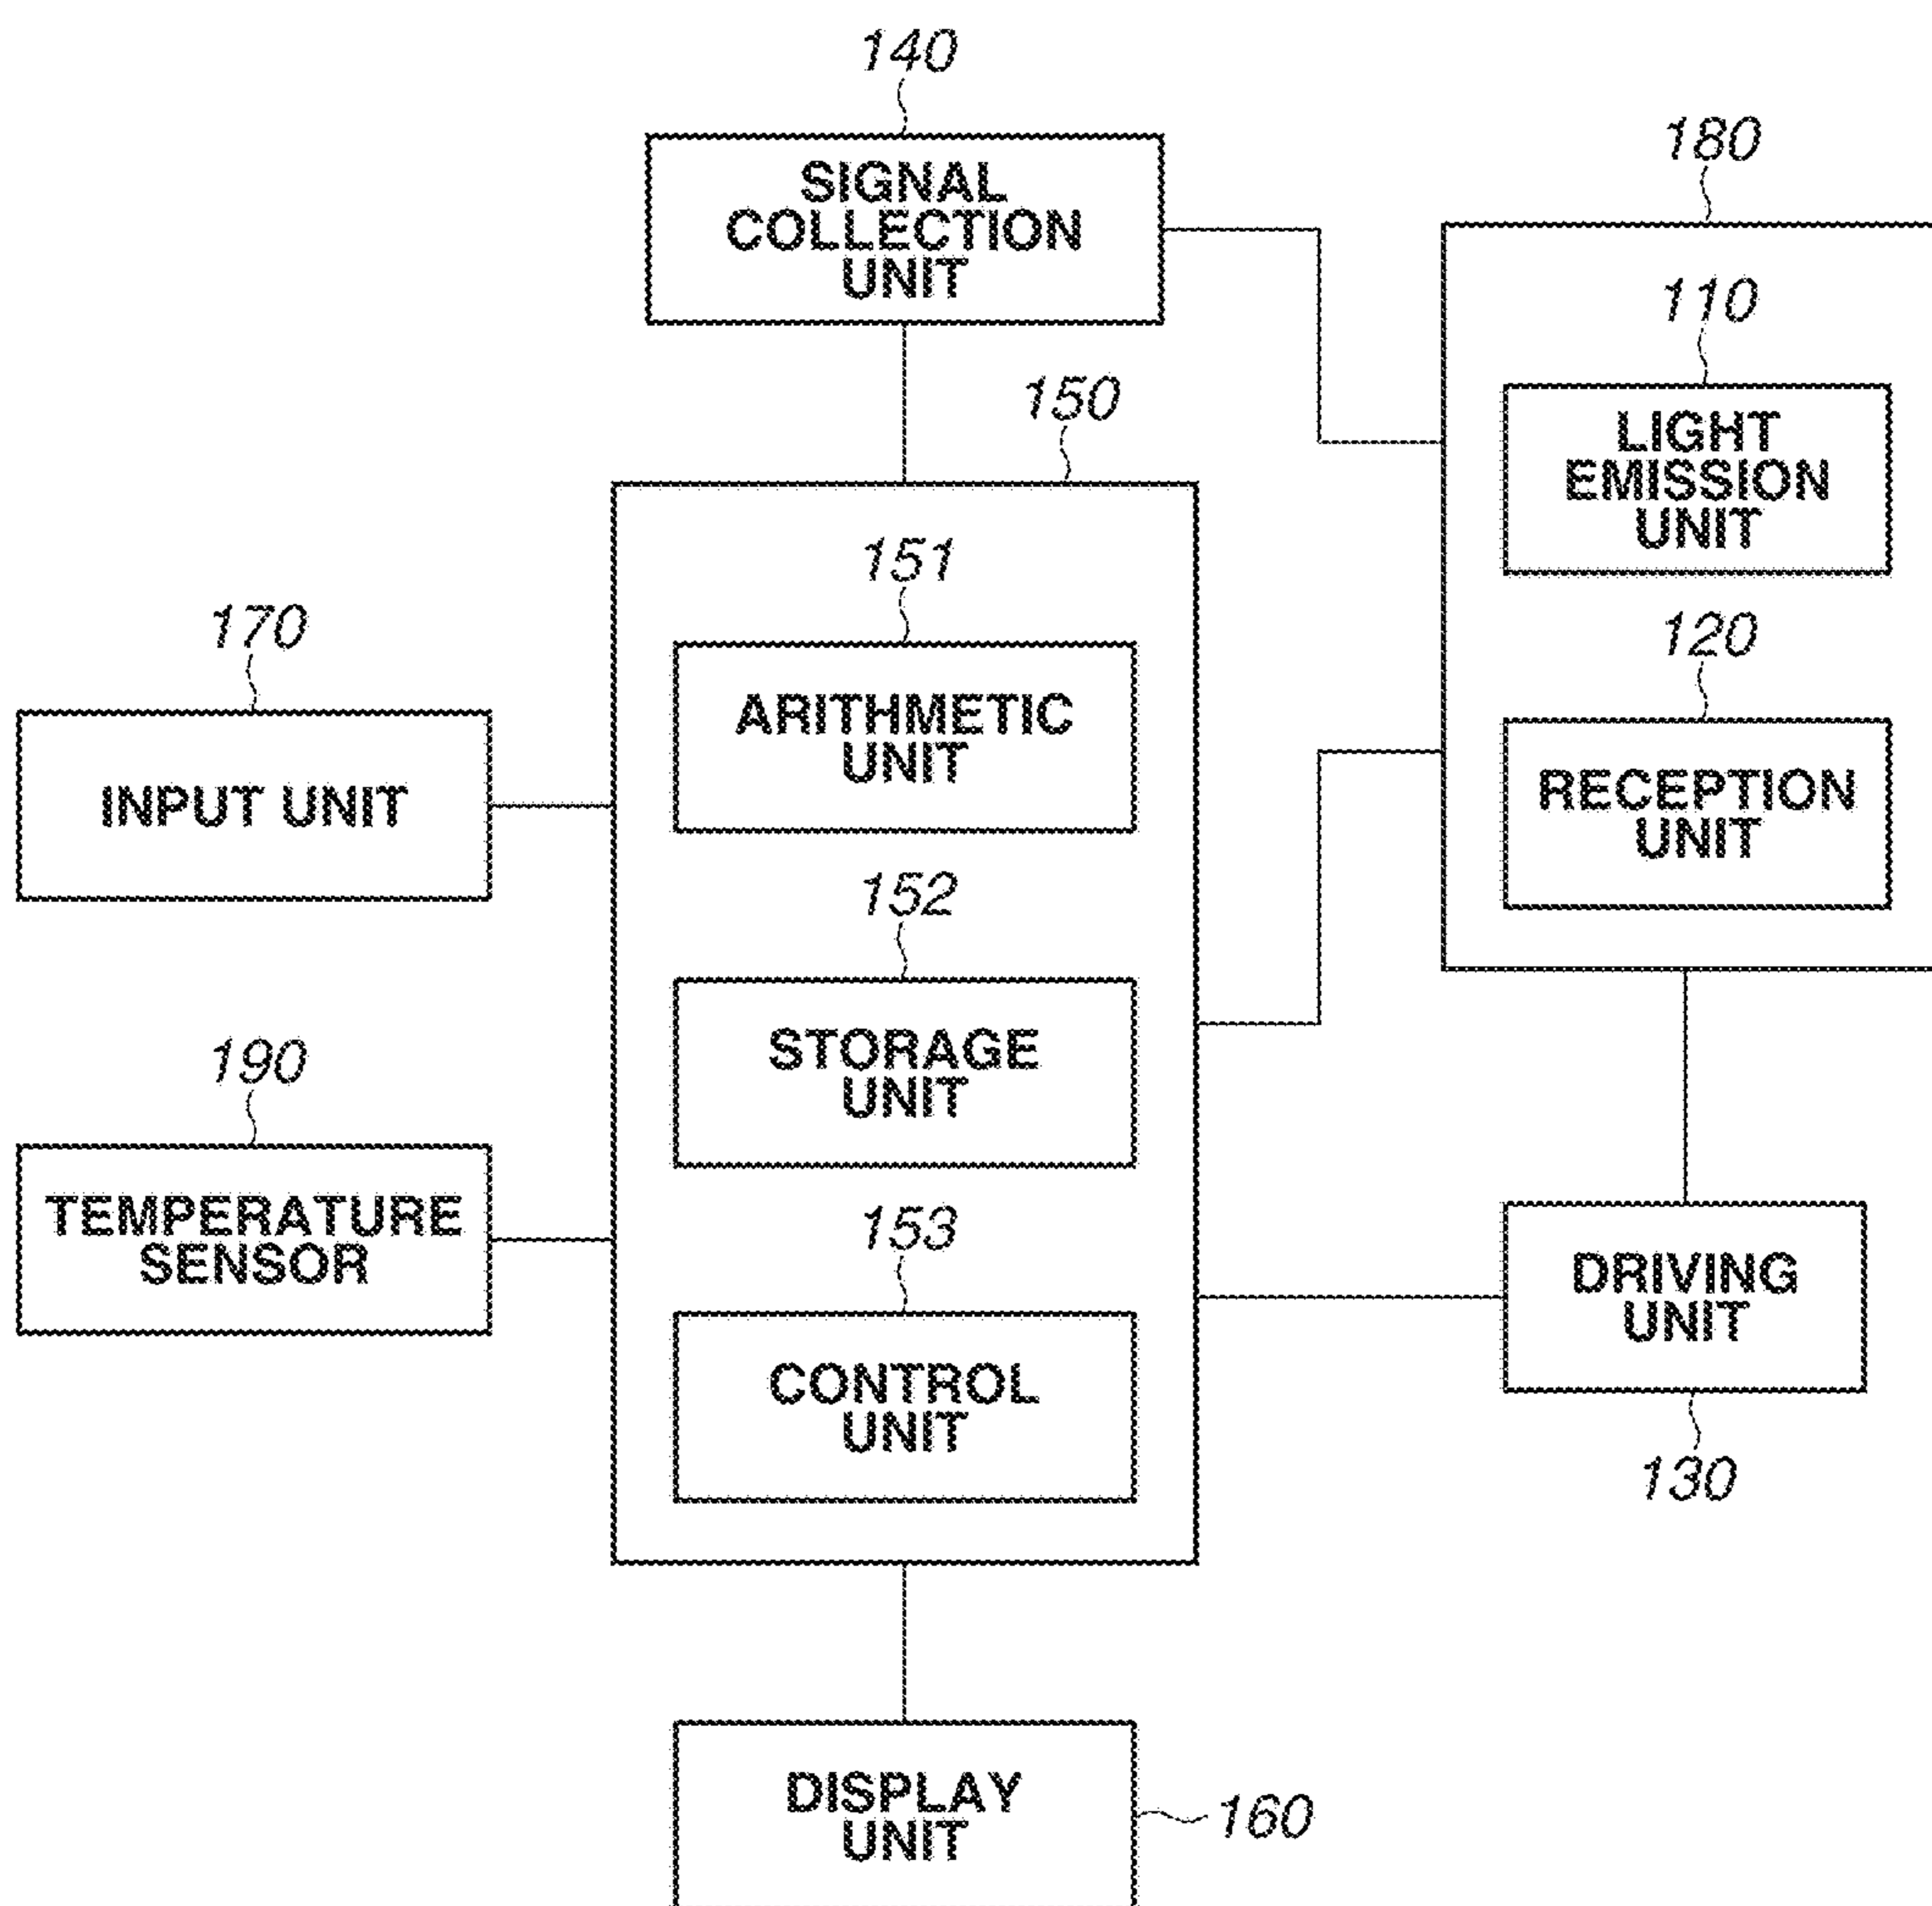 140
SIGNAL
COLLECTION
UNIT
180
110
LIGHT
EMISSION
UNIT
150
151
ARITHMETIC
UNIT
170
INPUT UNIT
120
RECEPTION
UNIT
152
STORAGE
UNIT
190
TEMPERATURE
SENSOR
153
CONTROL
UNIT
DRIVING
UNIT
130
DISPLAY
UNIT
160